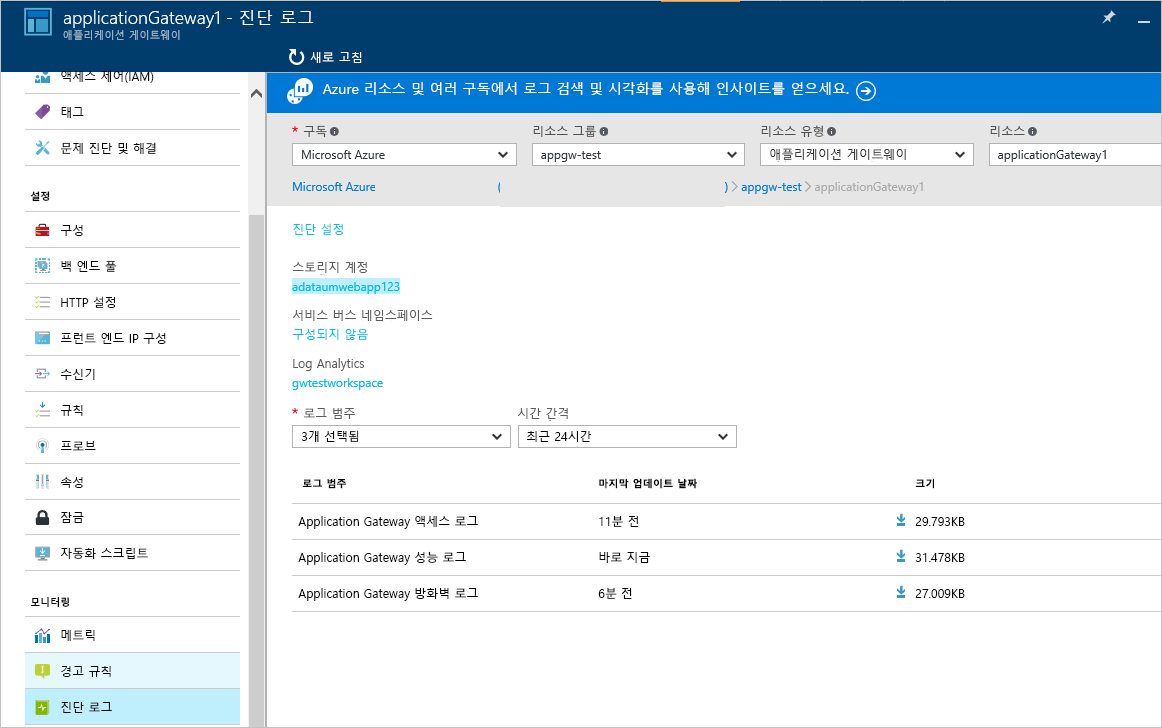 applicationGateway1 - 진단 로그
애플리케이션 게이트웨이
새로 고침
액세스 제어(IAM)
태그
문제 진단 및 해결
설정
구성
백 엔드 풀
HTTP 설정
프런트 엔드 IP 구성
수신기
규칙
프로브
속성
잠금
자동화 스크립트
모니터링
메트릭
경고 규칙
진단 로그
Azure 리소스 및 여러 구독에서 로그 검색 및 시각화를 사용해 인사이트를 얻으세요.
* 구독 리소스 그룹 리소스 유형 리소스
Microsoft Azure appgw-test 애플리케이션 게이트웨이 applicationGateway1
Microsoft Azure ( ) > appgw-test > applicationGateway1
진단 설정
스토리지 계정
adataumwebapp123
서비스 버스 네임스페이스
구성되지 않음
Log Analytics
gwtestworkspace
* 로그 범주 시간 간격
3개 선택됨 최근 24시간
로그 범주 마지막 업데이트 날짜 크기
Application Gateway 액세스 로그 11분 전 29.793KB
Application Gateway 성능 로그 바로 지금 31.478KB
Application Gateway 방화벽 로그 6분 전 27.009KB